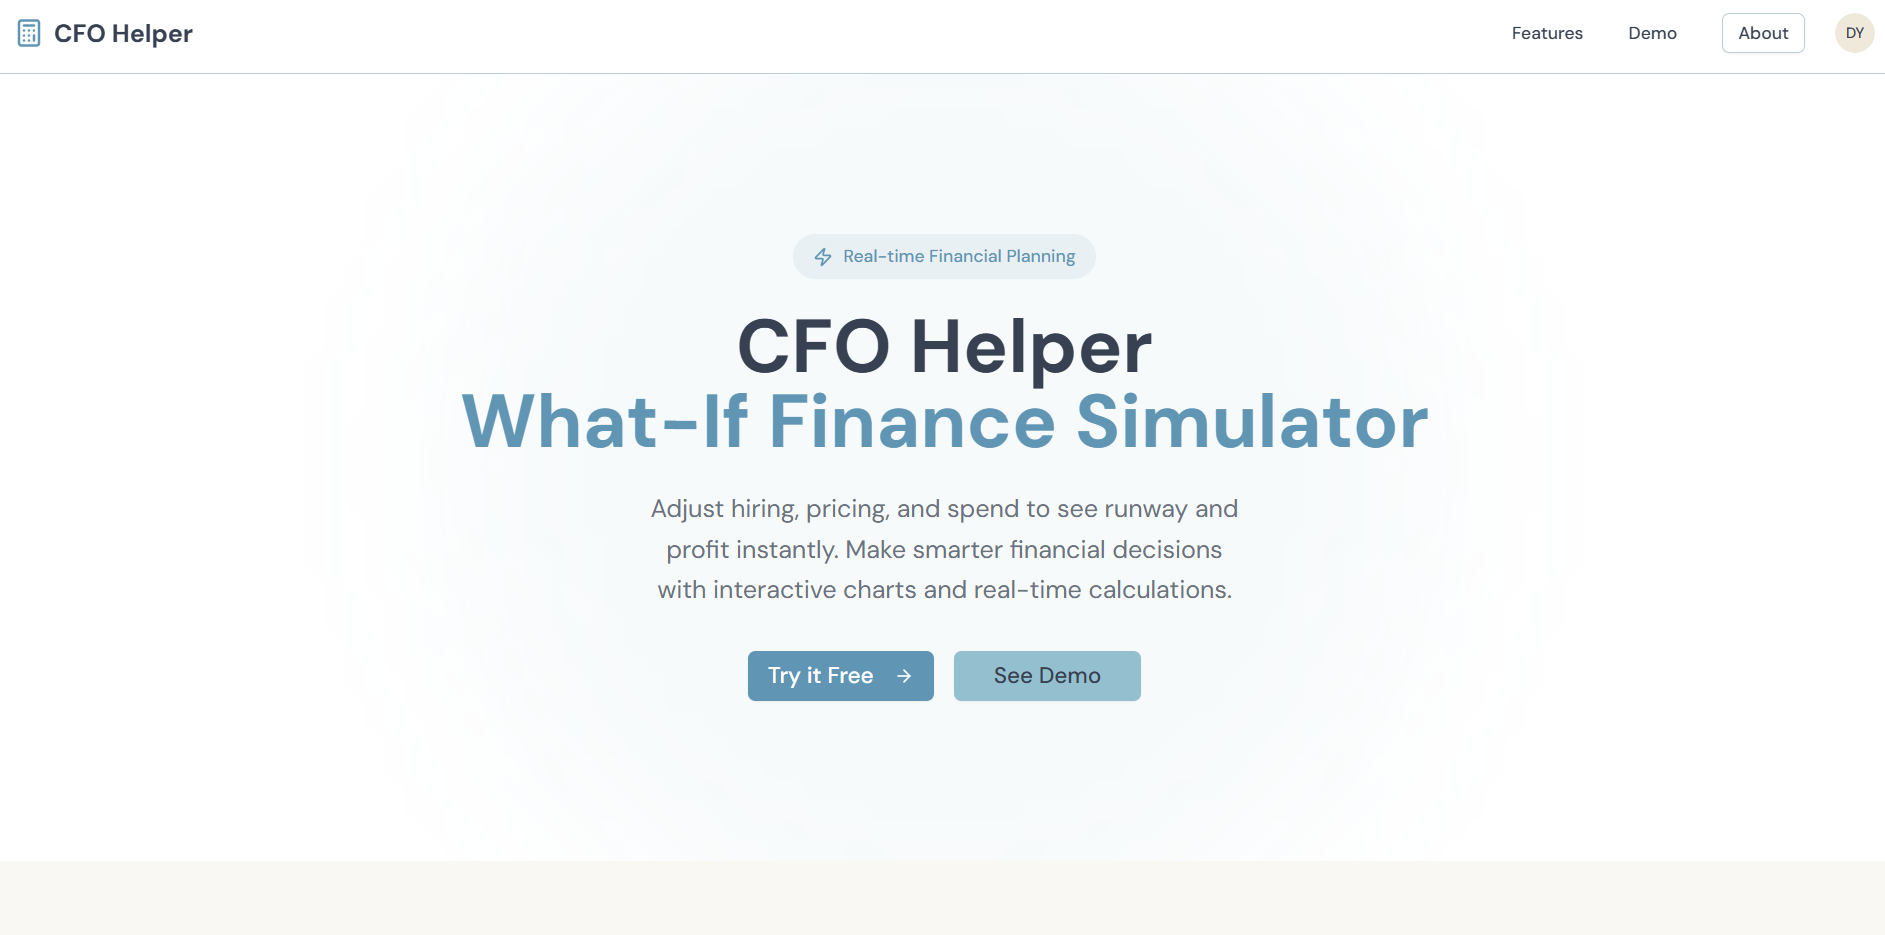 CFO Helper
Features
Demo
About
DY
Real-time Financial Planning
CFO Helper
What-If Finance Simulator
Adjust hiring, pricing, and spend to see runway and
profit instantly. Make smarter financial decisions
with interactive charts and real-time calculations.
Try it Free
See Demo